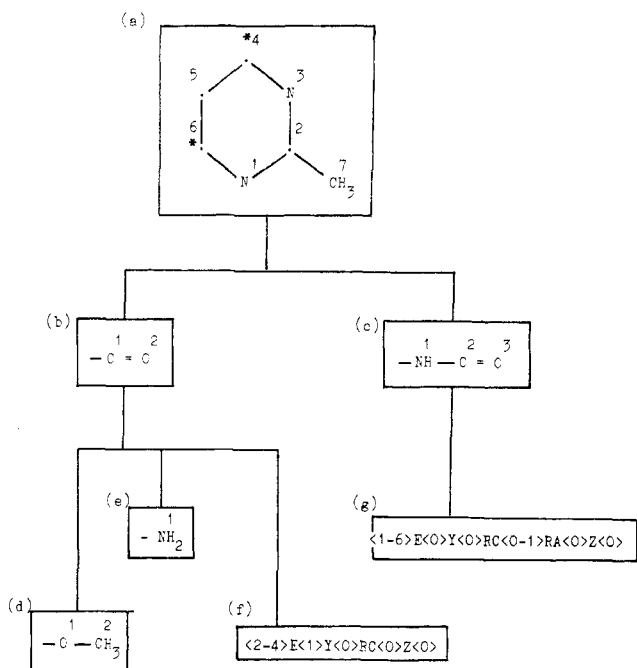 (a)
*4
5
3
N
6
*
2
1
7
N
CH3
(b)
1 2
— C = O
(c)
1 2 3
— NH — C = O
(e)
1
- NH2
(g)
<1-6>E<0>Y<0>RC<0-1>RA<0>Z<0>
(d)
1 2
— O — CH3
(f)
<2-4>E<1>Y<0>RC<0>Z<0>